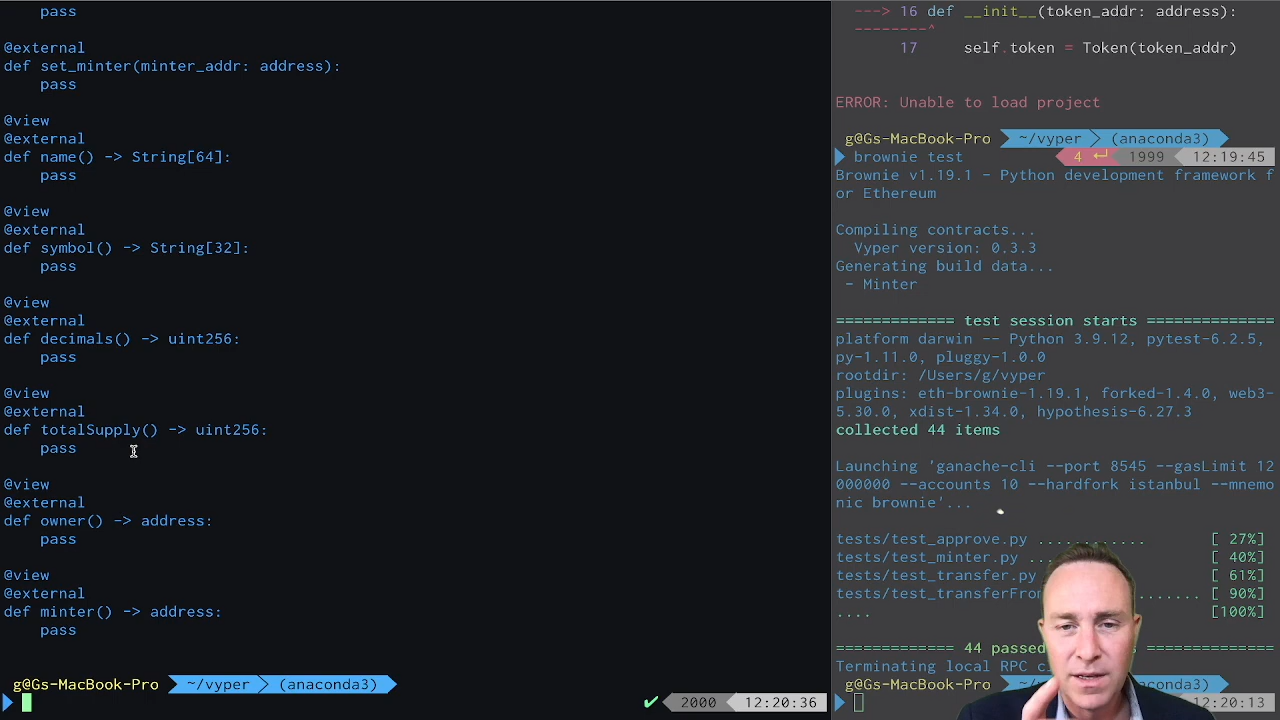 pass
@external
def set_minter(minter_addr: address):
pass
@view
@external
def name() -> String[64]:
pass
@view
@external
def symbol() -> String[32]:
pass
@view
@external
def decimals() -> uint256:
pass
@view
@external
def totalSupply() -> uint256:
pass
@view
@external
def owner() -> address:
pass
@view
@external
def minter() -> address:
pass
g@Gs-MacBook-Pro ~/vyper (anaconda3)
✔ 2000 12:20:36
---> 16 def __init__(token_addr: address):
--------^
17 self.token = Token(token_addr)
ERROR: Unable to load project
g@Gs-MacBook-Pro ~/vyper (anaconda3)
brownie test 4 ↵ 1999 12:19:45
Brownie v1.19.1 - Python development framework f
or Ethereum
Compiling contracts...
Vyper version: 0.3.3
Generating build data...
- Minter
============= test session starts ==============
platform darwin -- Python 3.9.12, pytest-6.2.5,
py-1.11.0, pluggy-1.0.0
rootdir: /Users/g/vyper
plugins: eth-brownie-1.19.1, forked-1.4.0, web3-
5.30.0, xdist-1.34.0, hypothesis-6.27.3
collected 44 items
Launching 'ganache-cli --port 8545 --gasLimit 12
000000 --accounts 10 --hardfork istanbul --mnemo
nic brownie'...
tests/test_approve.py ............ [ 27%]
tests/test_minter.py ... [ 40%]
tests/test_transfer.py [ 61%]
....... [ 90%]
.... [100%]
============= 44 passed ==============
Terminating local RPC
g@Gs-MacBook-Pro
12:20:13